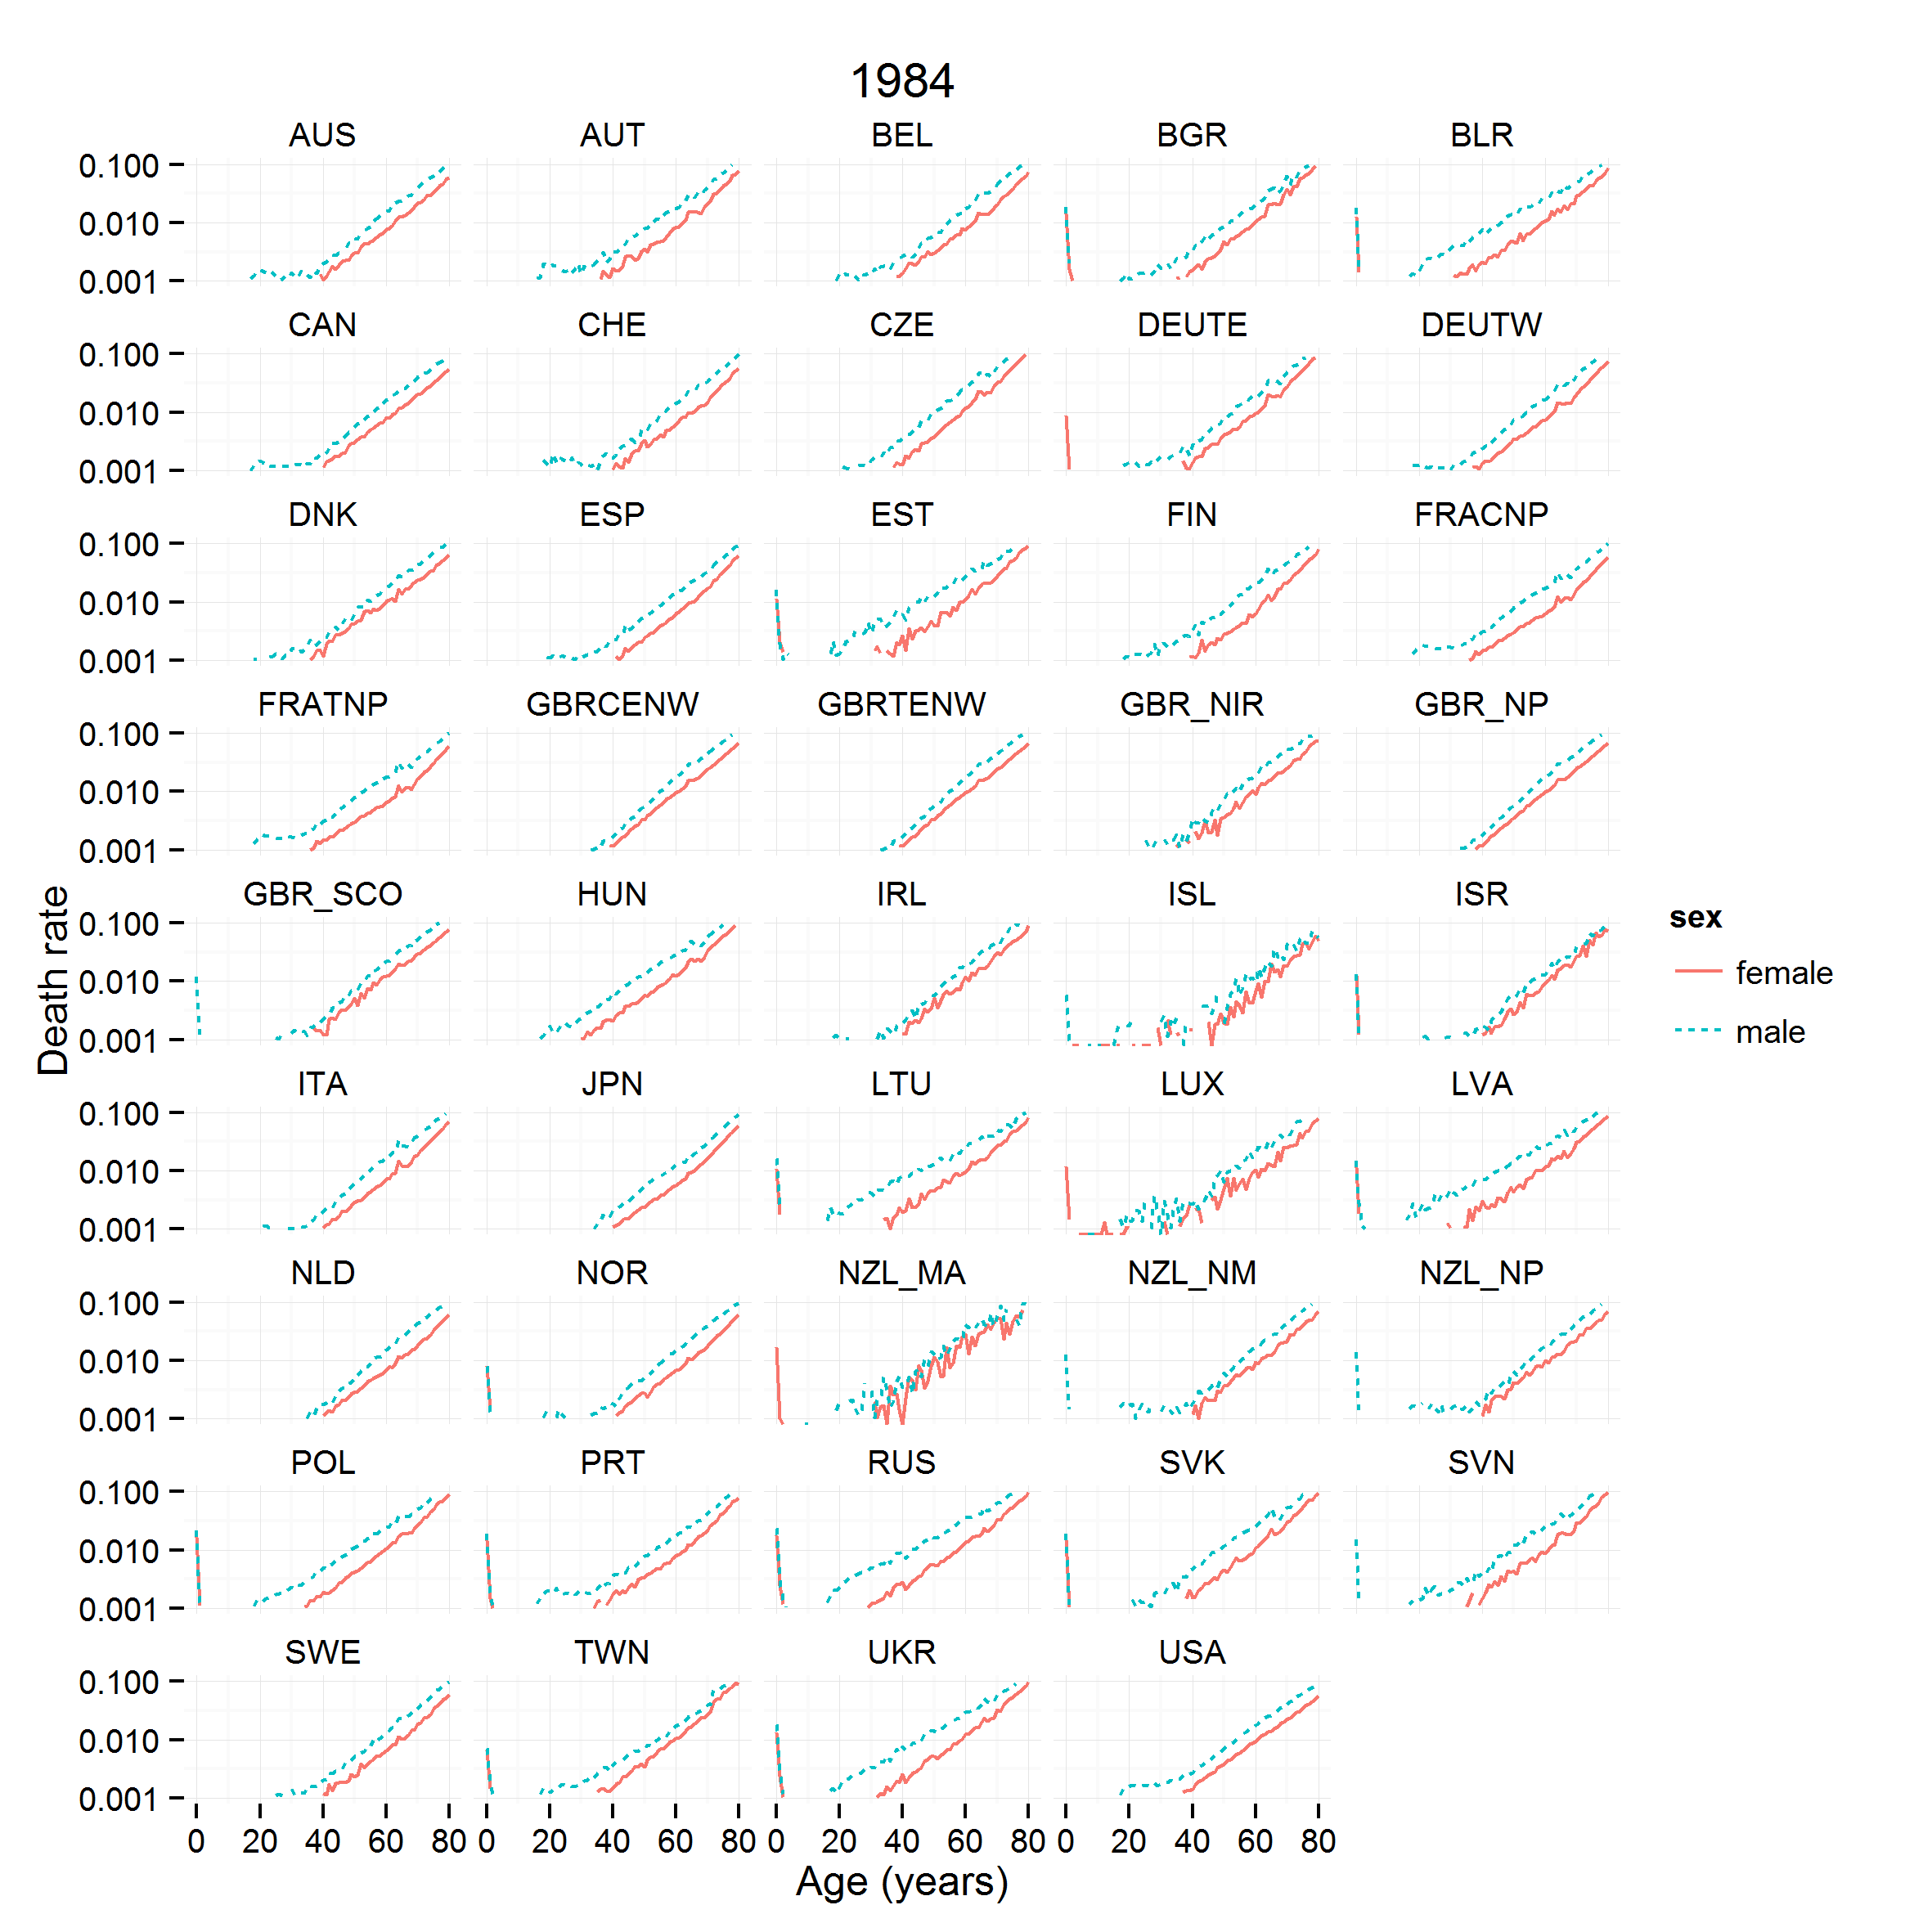 1984
AUS AUT BEL BGR BLR
0.100
0.010
0.001
CAN CHE CZE DEUTE DEUTW
0.100
0.010
0.001
DNK ESP EST FIN FRACNP
0.100
0.010
0.001
FRATNP GBRCENW GBRTENW GBR_NIR GBR_NP
0.100
0.010
0.001
GBR_SCO HUN IRL ISL ISR
0.100
0.010
0.001
ITA JPN LTU LUX LVA
0.100
0.010
0.001
NLD NOR NZL_MA NZL_NM NZL_NP
0.100
0.010
0.001
POL PRT RUS SVK SVN
0.100
0.010
0.001
SWE TWN UKR USA
0.100
0.010
0.001
0 20 40 60 80 0 20 40 60 80 0 20 40 60 80 0 20 40 60 80
Age (years)
Death rate
sex
female
male